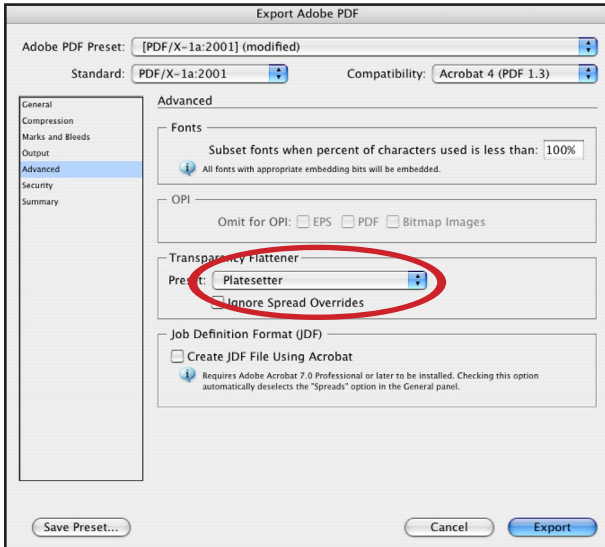 Export Adobe PDF
Adobe PDF Preset: [PDF/X-1a:2001] (modified)
Standard: PDF/X-1a:2001 Compatibility: Acrobat 4 (PDF 1.3)
General
Compression
Marks and Bleeds
Output
Advanced
Security
Summary
Advanced
Fonts
Subset fonts when percent of characters used is less than: 100%
All fonts with appropriate embedding bits will be embedded.
OPI
Omit for OPI: EPS PDF Bitmap Images
Transparency Flattener
Preset: Platesetter
Ignore Spread Overrides
Job Definition Format (JDF)
Create JDF File Using Acrobat
Requires Adobe Acrobat 7.0 Professional or later to be installed. Checking this option
automatically deselects the "Spreads" option in the General panel.
Save Preset... Cancel Export